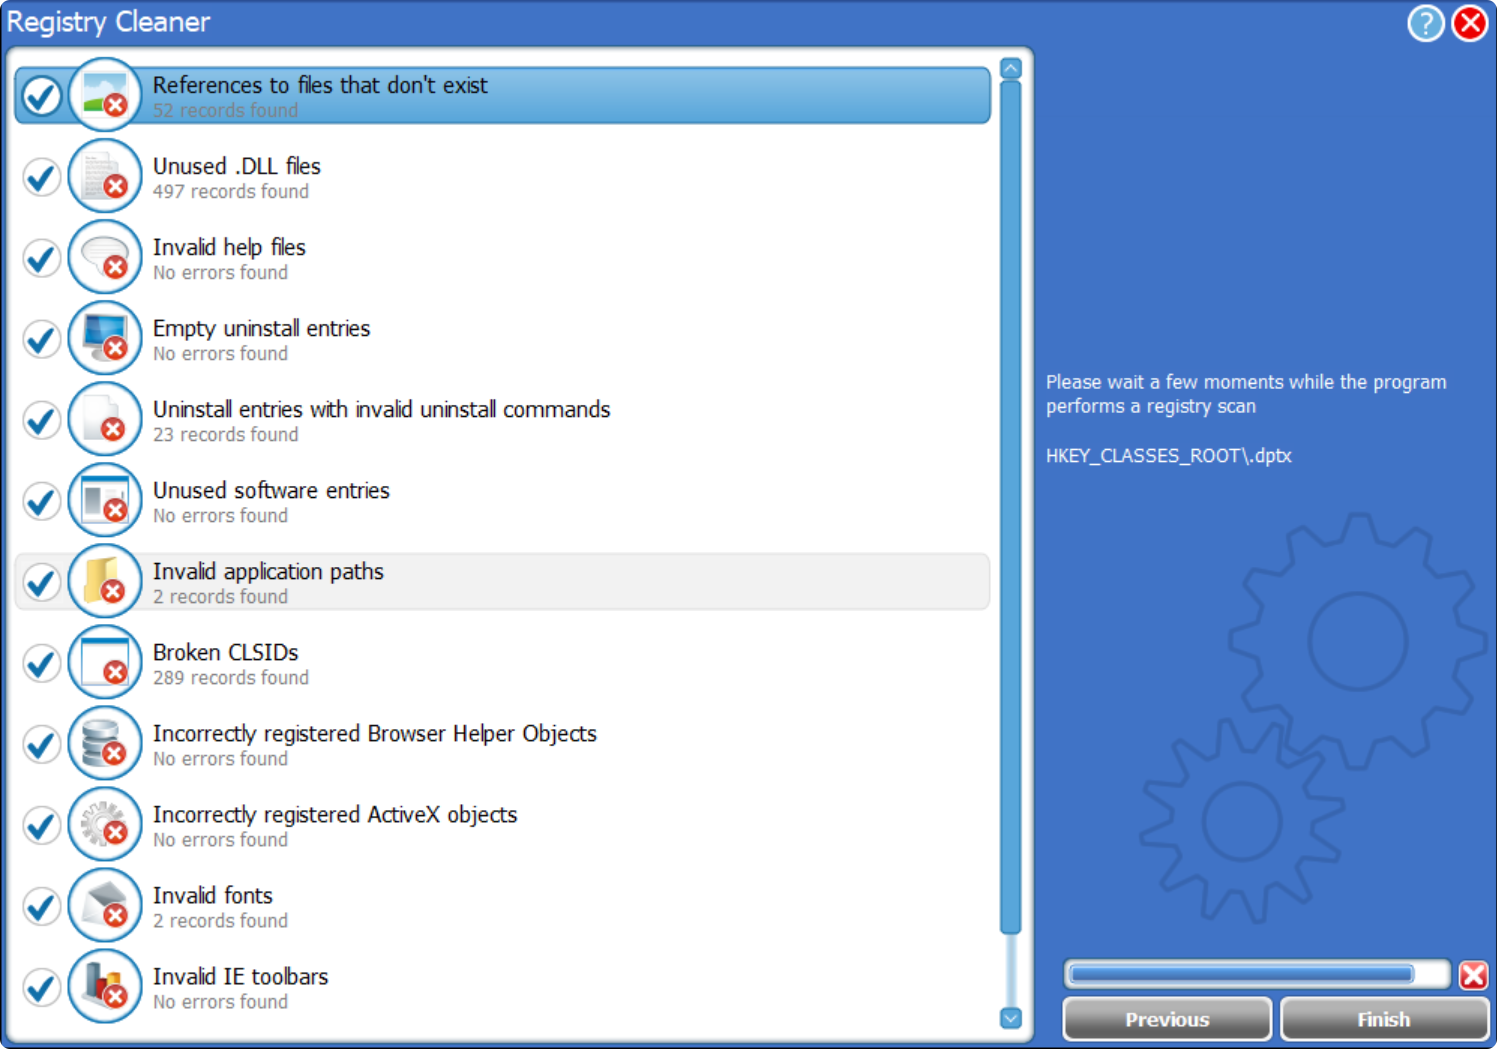 Registry Cleaner
?
References to files that don't exist
52 records found
Unused .DLL files
497 records found
Invalid help files
No errors found
Empty uninstall entries
No errors found
Uninstall entries with invalid uninstall commands
23 records found
Unused software entries
No errors found
Invalid application paths
2 records found
Broken CLSIDs
289 records found
Incorrectly registered Browser Helper Objects
No errors found
Incorrectly registered ActiveX objects
No errors found
Invalid fonts
2 records found
Invalid IE toolbars
No errors found
Please wait a few moments while the program
performs a registry scan
HKEY_CLASSES_ROOT\.dptx
Previous
Finish